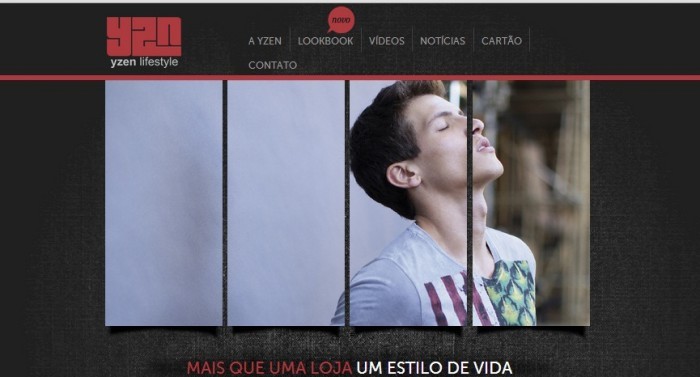 yzn
yzen lifestyle
novo
A YZEN LOOKBOOK VÍDEOS NOTÍCIAS CARTÃO
CONTATO
MAIS QUE UMA LOJA UM ESTILO DE VIDA